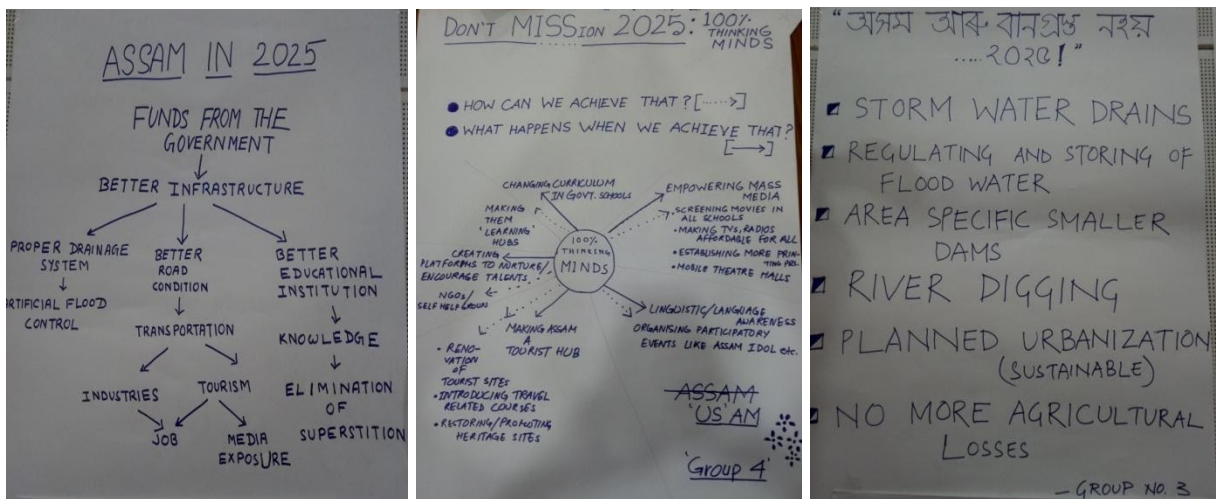 ASSAM IN 2025
FUNDS FROM THE
GOVERNMENT
BETTER INFRASTRUCTURE
PROPER DRAINAGE
SYSTEM
ARTIFICIAL FLOOD
CONTROL
BETTER
ROAD
CONDITION
TRANSPORTATION
INDUSTRIES
TOURISM
JOB
MEDIA
EXPOSURE
BETTER
EDUCATIONAL
INSTITUTION
KNOWLEDGE
ELIMINATION
OF
SUPERSTITION
DON'T MISSion 2025: 100%
THINKING
MINDS
HOW CAN WE ACHIEVE THAT? [.....>]
WHAT HAPPENS WHEN WE ACHIEVE THAT?
[—>]
CHANGING CURRICULUM
IN GOVT. SCHOOLS
MAKING
THEM
'LEARNING'
HUBS
CREATING
PLATFORMS TO NURTURE/
ENCOURAGE TALENTS
NGOs/
SELF HELP GROUP
100%
THINKING
MINDS
EMPOWERING MASS
MEDIA
SCREENING MOVIES IN
ALL SCHOOLS
• MAKING TVS, RADIOS
AFFORDABLE FOR ALL
• ESTABLISHING MORE PRIN-
TING
• MOBILE THEATRE HALLS
LINGUISTIC/LANGUAGE
AWARENESS
ORGANISING PARTICIPATORY
EVENTS LIKE ASSAM IDOL etc.
MAKING ASSAM
A
TOURIST HUB
• RENO-
VATION
OF
TOURIST SITES
• INTRODUCING TRAVEL
RELATED COURSES
• RESTORING/PROMOTING
HERITAGE SITES
ASSAM
'US'AM
'Group 4'
"অসম আৰু বানগ্ৰস্ত নহয়
.....২০২৫!"
STORM WATER DRAINS
REGULATING AND STORING OF
FLOOD WATER
AREA SPECIFIC SMALLER
DAMS
RIVER DIGGING
PLANNED URBANIZATION
(SUSTAINABLE)
NO MORE AGRICULTURAL
LOSSES
— GROUP NO. 3